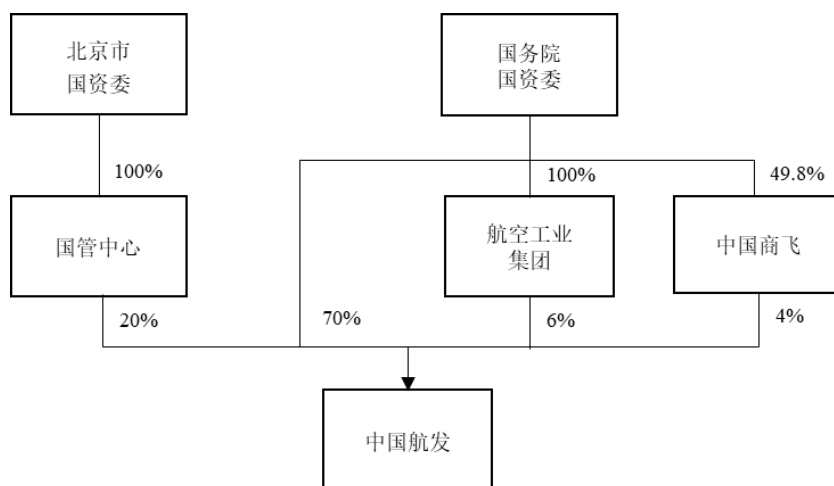 北京市
国资委
国务院
国资委
100%
100%
49.8%
国管中心
航空工业
集团
中国商飞
20%
70%
6%
4%
中国航发